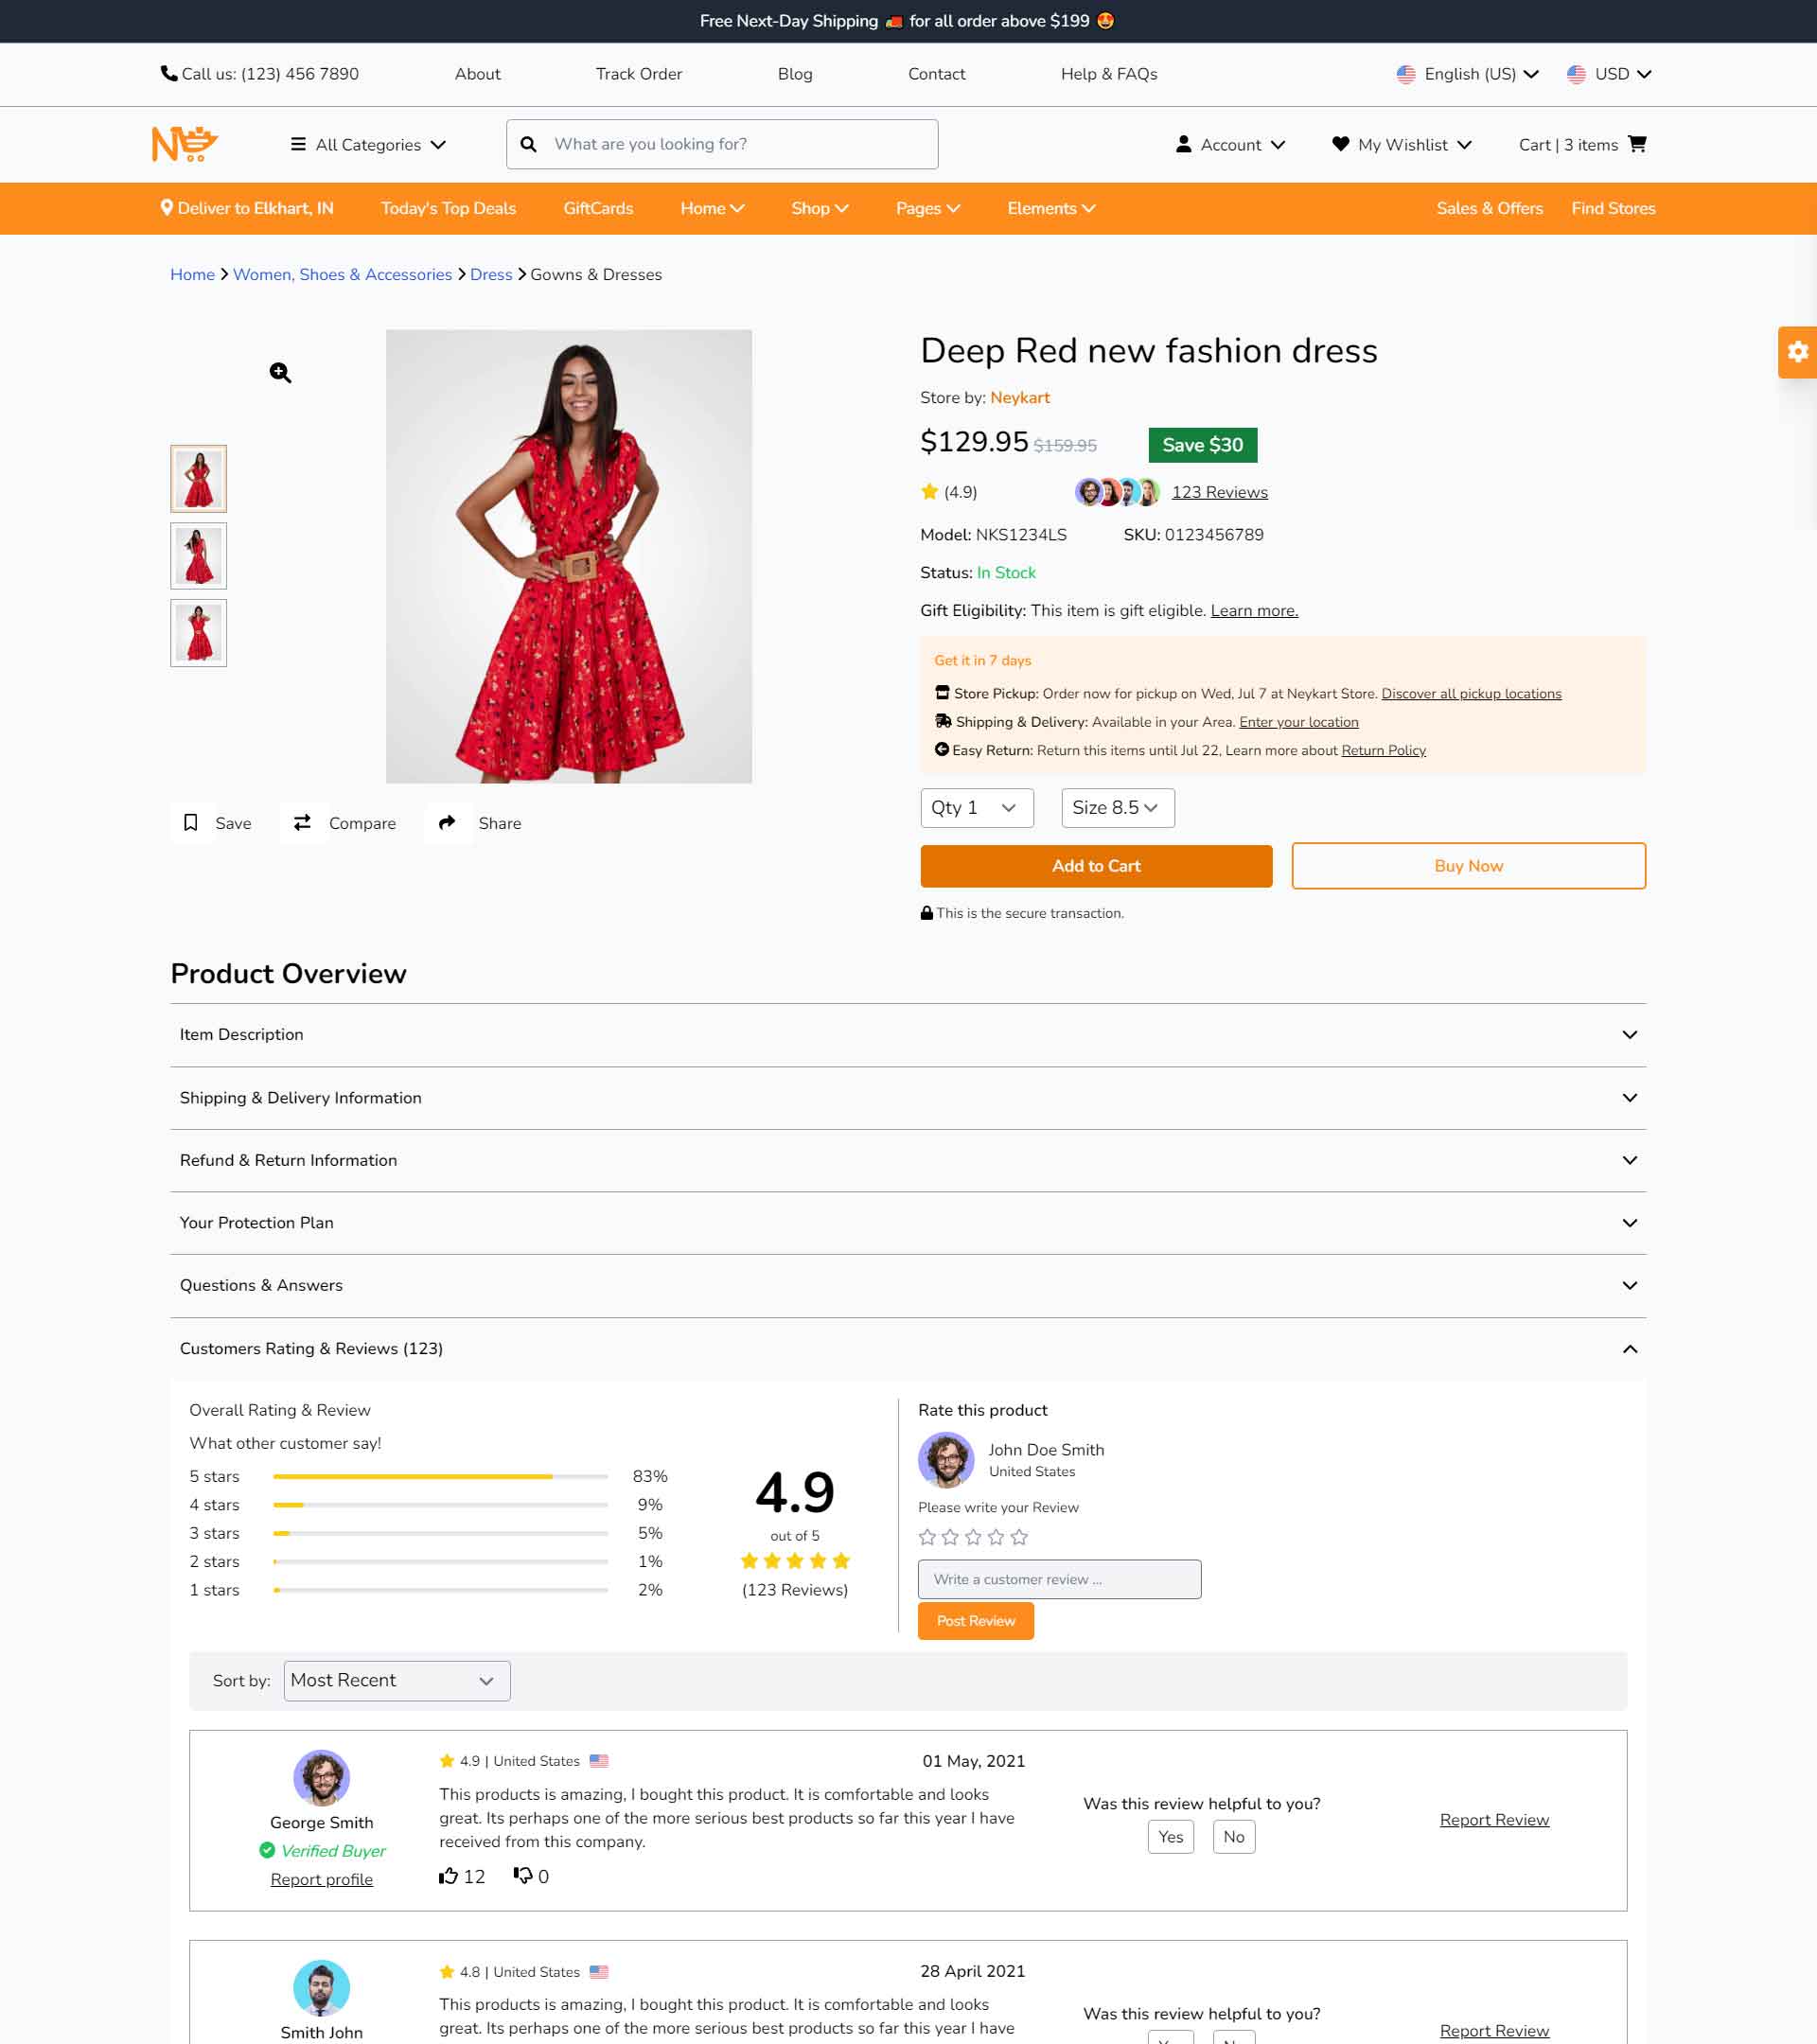 Free Next-Day Shipping 🚚 for all order above $199 😍
Call us: (123) 456 7890 About Track Order Blog Contact Help & FAQs English (US) USD
All Categories What are you looking for? Account My Wishlist Cart | 3 items
Deliver to Elkhart, IN Today's Top Deals GiftCards Home Shop Pages Elements Sales & Offers Find Stores
Home Women, Shoes & Accessories Dress Gowns & Dresses
Deep Red new fashion dress
Store by: Neykart
$129.95 $159.95 Save $30
(4.9) 123 Reviews
Model: NKS1234LS SKU: 0123456789
Status: In Stock
Gift Eligibility: This item is gift eligible. Learn more.
Get it in 7 days
Store Pickup: Order now for pickup on Wed, Jul 7 at Neykart Store. Discover all pickup locations
Shipping & Delivery: Available in your Area. Enter your location
Easy Return: Return this items until Jul 22, Learn more about Return Policy
Qty 1 Size 8.5
Save Compare Share
Add to Cart Buy Now
This is the secure transaction.
Product Overview
Item Description
Shipping & Delivery Information
Refund & Return Information
Your Protection Plan
Questions & Answers
Customers Rating & Reviews (123)
Overall Rating & Review
What other customer say!
5 stars 83%
4 stars 9%
3 stars 5%
2 stars 1%
1 stars 2%
4.9
out of 5
(123 Reviews)
Rate this product
John Doe Smith
United States
Please write your Review
Write a customer review ...
Post Review
Sort by: Most Recent
George Smith
Verified Buyer
Report profile
4.9 | United States 01 May, 2021
This products is amazing, I bought this product. It is comfortable and looks
great. Its perhaps one of the more serious best products so far this year I have
received from this company.
12 0
Was this review helpful to you?
Yes No
Report Review
Smith John
4.8 | United States 28 April 2021
This products is amazing, I bought this product. It is comfortable and looks
great. Its perhaps one of the more serious best products so far this year I have
Was this review helpful to you?
Report Review